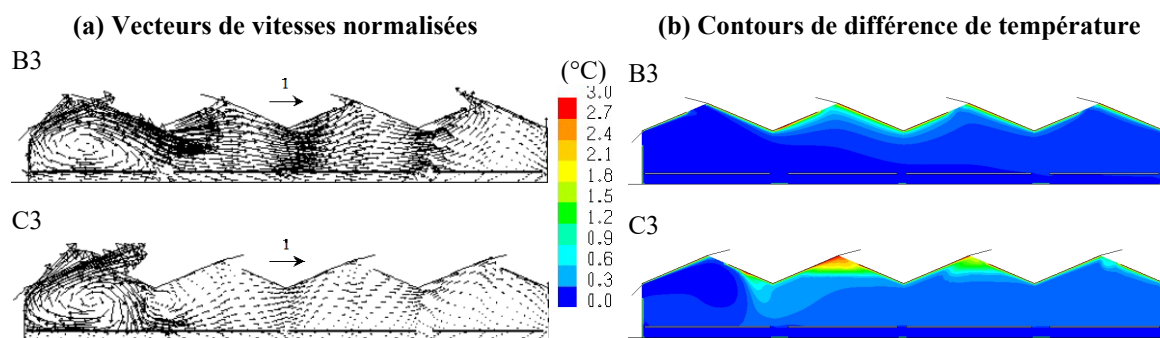 (a) Vecteurs de vitesses normalisées
(b) Contours de différence de température
B3
1
(°C)
3.0
2.7
2.4
2.1
1.8
1.5
1.2
0.9
0.6
0.3
0.0
B3
C3
1
C3